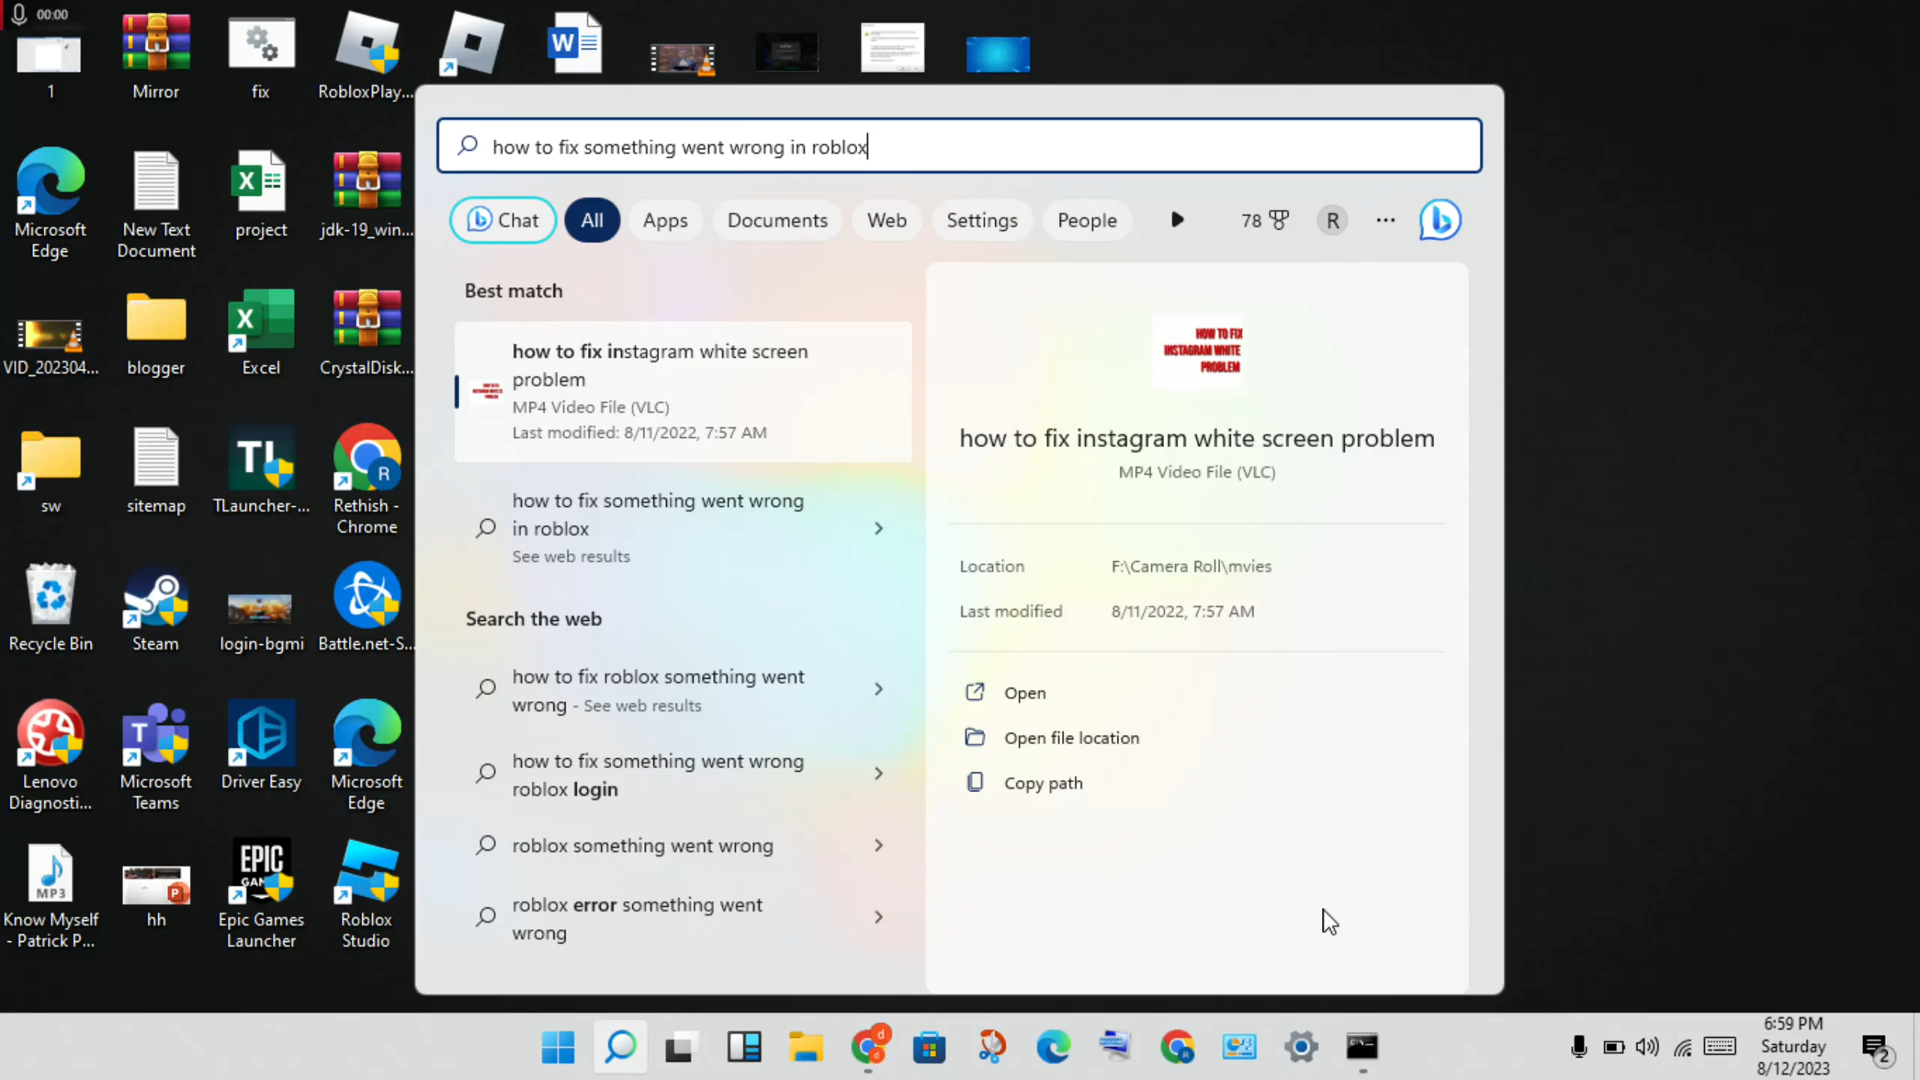 00:00
1
Mirror
fix
RobloxPlay...
how to fix something went wrong in roblox
Chat
All
Apps
Documents
Web
Settings
People
78
R
Best match
how to fix instagram white screen
problem
MP4 Video File (VLC)
Last modified: 8/11/2022, 7:57 AM
how to fix something went wrong
in roblox
See web results
Search the web
how to fix roblox something went
wrong - See web results
how to fix something went wrong
roblox login
roblox something went wrong
roblox error something went
wrong
HOW TO FIX
INSTAGRAM WHITE
PROBLEM
how to fix instagram white screen problem
MP4 Video File (VLC)
Location
F:\Camera Roll\mvies
Last modified
8/11/2022, 7:57 AM
Open
Open file location
Copy path
Microsoft
Edge
New Text
Document
project
jdk-19_win...
VID_202304...
blogger
Excel
CrystalDisk...
sw
sitemap
TLauncher-...
Rethish -
Chrome
Recycle Bin
Steam
login-bgmi
Battle.net-S...
Lenovo
Diagnosti...
Microsoft
Teams
Driver Easy
Microsoft
Edge
MP3
EPIC
GAM
Know Myself
- Patrick P...
hh
Epic Games
Launcher
Roblox
Studio
6:59 PM
Saturday
8/12/2023
2